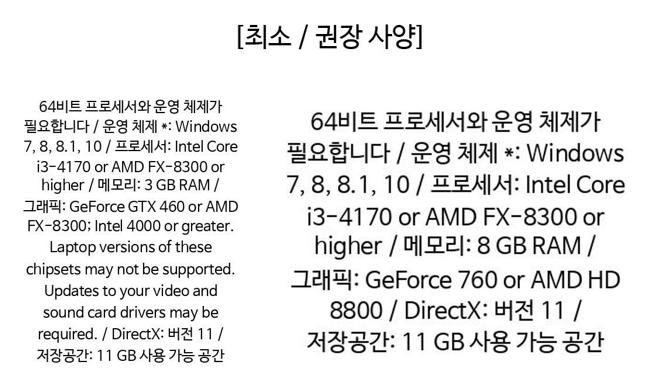 [최소 / 권장 사양]
64비트 프로세서와 운영 체제가
필요합니다 / 운영 체제 *: Windows
7, 8, 8.1, 10 / 프로세서: Intel Core
i3-4170 or AMD FX-8300 or
higher / 메모리: 3 GB RAM /
그래픽: GeForce GTX 460 or AMD
FX-8300; Intel 4000 or greater.
Laptop versions of these
chipsets may not be supported.
Updates to your video and
sound card drivers may be
required. / DirectX: 버전 11 /
저장공간: 11 GB 사용 가능 공간
64비트 프로세서와 운영 체제가
필요합니다 / 운영 체제 *: Windows
7, 8, 8.1, 10 / 프로세서: Intel Core
i3-4170 or AMD FX-8300 or
higher / 메모리: 8 GB RAM /
그래픽: GeForce 760 or AMD HD
8800 / DirectX: 버전 11 /
저장공간: 11 GB 사용 가능 공간